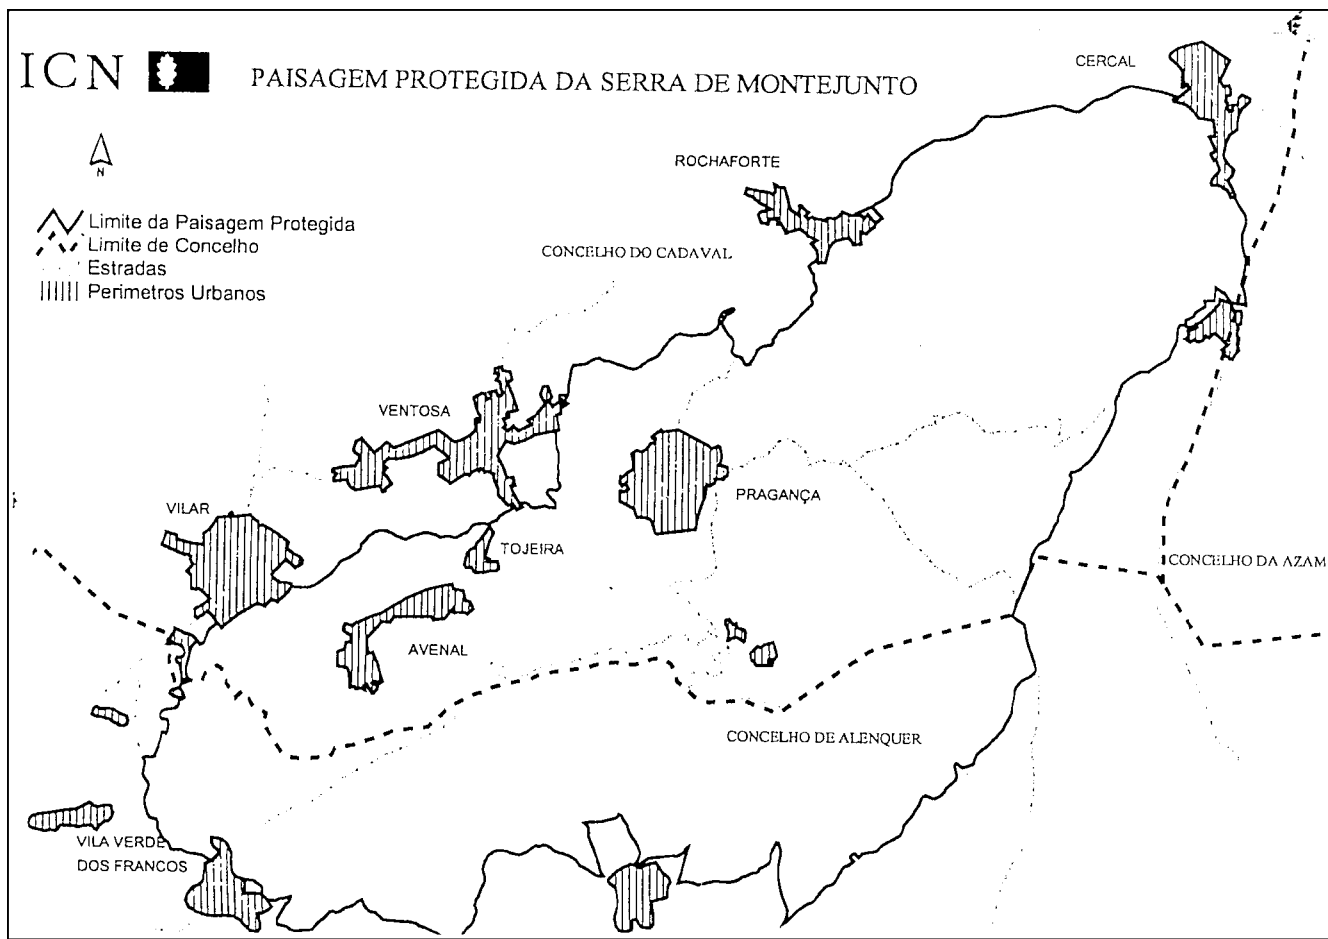 ICN
PAISAGEM PROTEGIDA DA SERRA DE MONTEJUNTO
CERCAL
ROCHAFORTE
N
Limite da Paisagem Protegida
Limite de Concelho
Estradas
Perimetros Urbanos
CONCELHO DO CADAVAL
VENTOSA
PRAGANÇA
VILAR
TOJEIRA
CONCELHO DA AZAM
AVENAL
CONCELHO DE ALENQUER
VILA VERDE
DOS FRANCOS